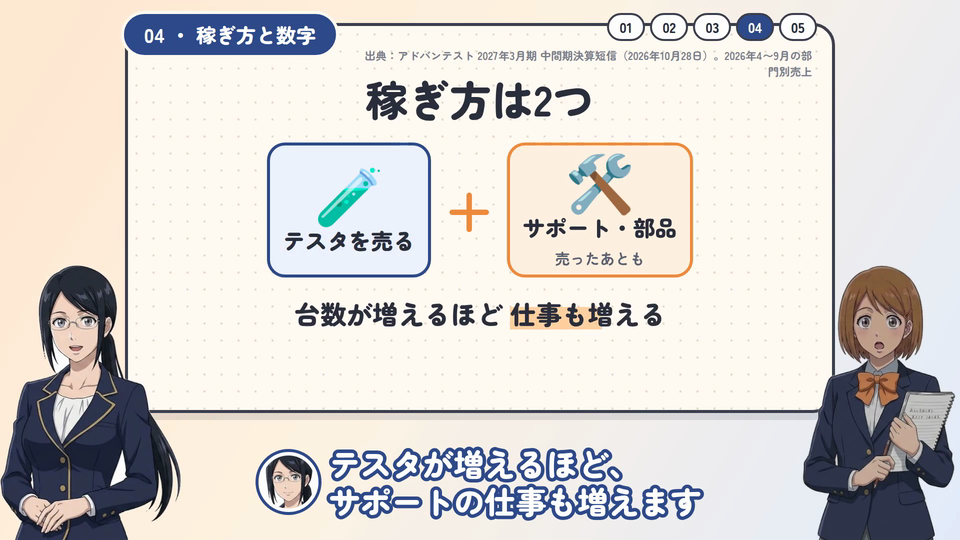 04 ・ 稼ぎ方と数字
01 02 03 04 05
出典：アドバンテスト 2027年3月期 中間期決算短信（2026年10月28日）。2026年4〜9月の部
門別売上
稼ぎ方は2つ
テスタを売る
サポート・部品
売ったあとも
台数が増えるほど 仕事も増える
テスタが増えるほど、
サポートの仕事も増えます